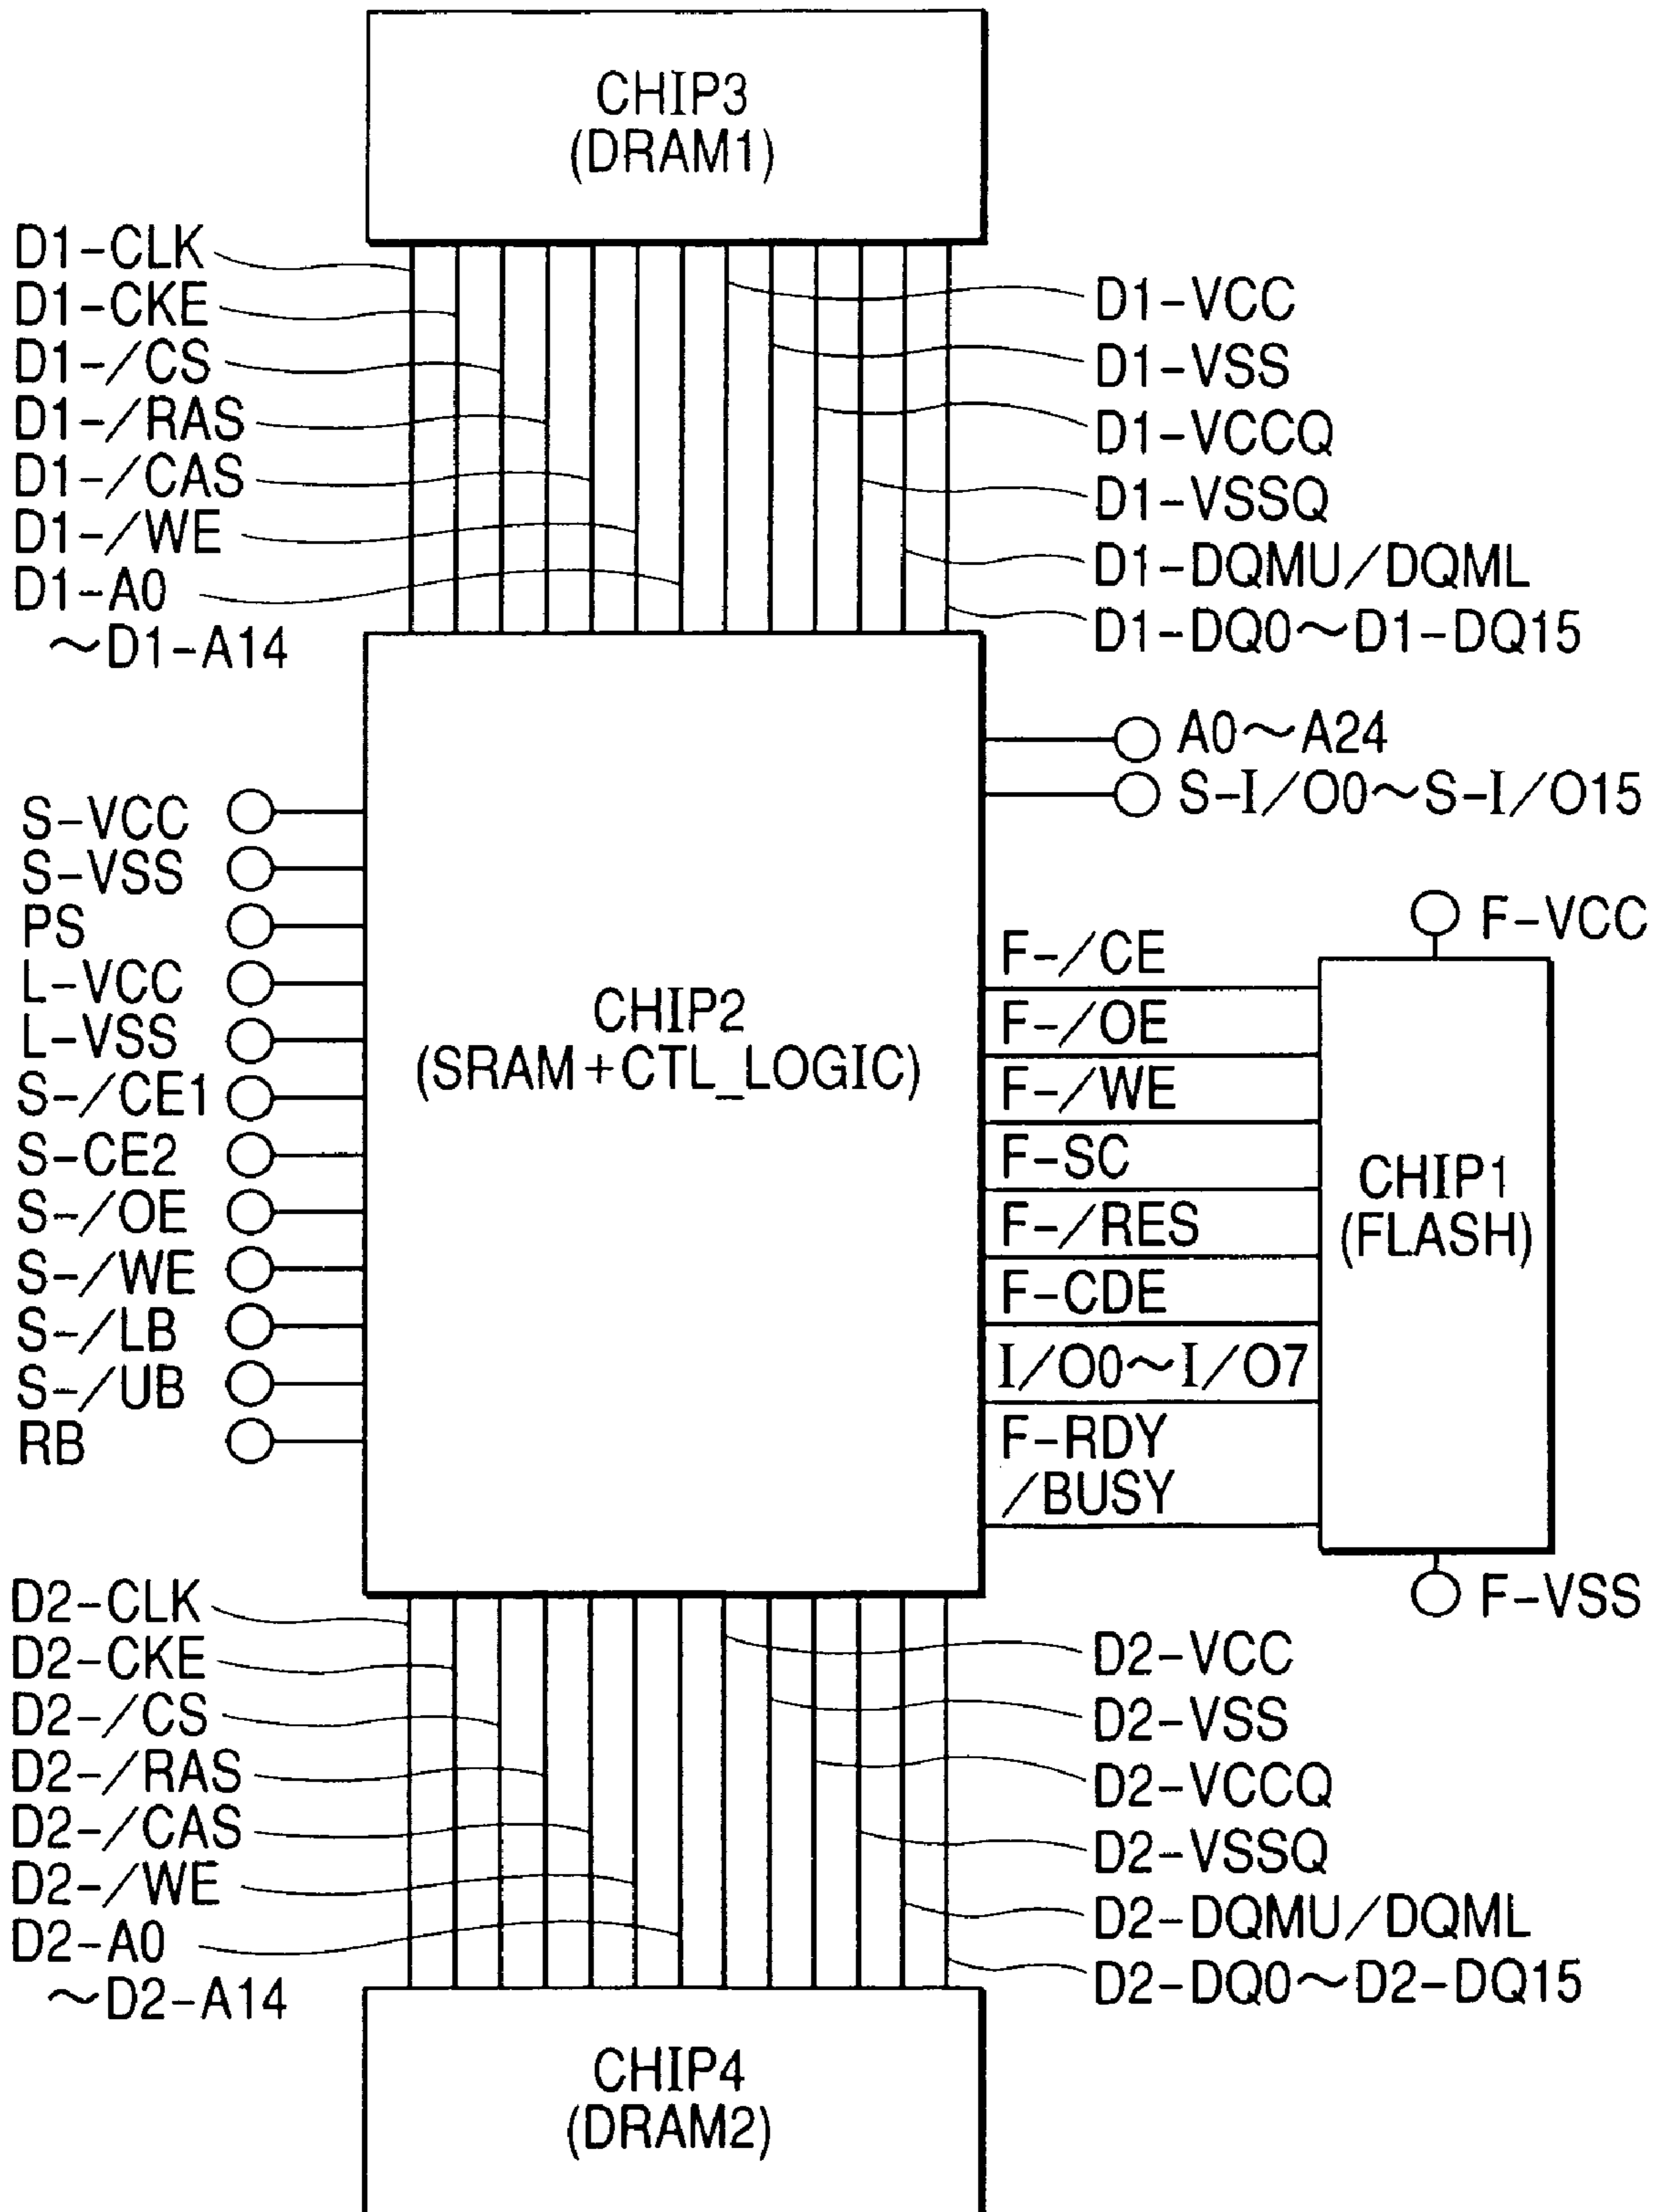 CHIP3
(DRAM1)
D1-CLK
D1-CKE
D1-/CS
D1-/RAS
D1-/CAS
D1-/WE
D1-A0
~D1-A14
D1-VCC
D1-VSS
D1-VCCQ
D1-VSSQ
D1-DQMU/DQML
D1-DQ0~D1-DQ15
A0~A24
S-I/O0~S-I/O15
S-VCC
S-VSS
PS
L-VCC
L-VSS
S-/CE1
S-CE2
S-/OE
S-/WE
S-/LB
S-/UB
RB
CHIP2
(SRAM+CTL_LOGIC)
F-/CE
F-/OE
F-/WE
F-SC
F-/RES
F-CDE
I/O0~I/O7
F-RDY
/BUSY
F-VCC
CHIP1
(FLASH)
F-VSS
D2-CLK
D2-CKE
D2-/CS
D2-/RAS
D2-/CAS
D2-/WE
D2-A0
~D2-A14
D2-VCC
D2-VSS
D2-VCCQ
D2-VSSQ
D2-DQMU/DQML
D2-DQ0~D2-DQ15
CHIP4
(DRAM2)